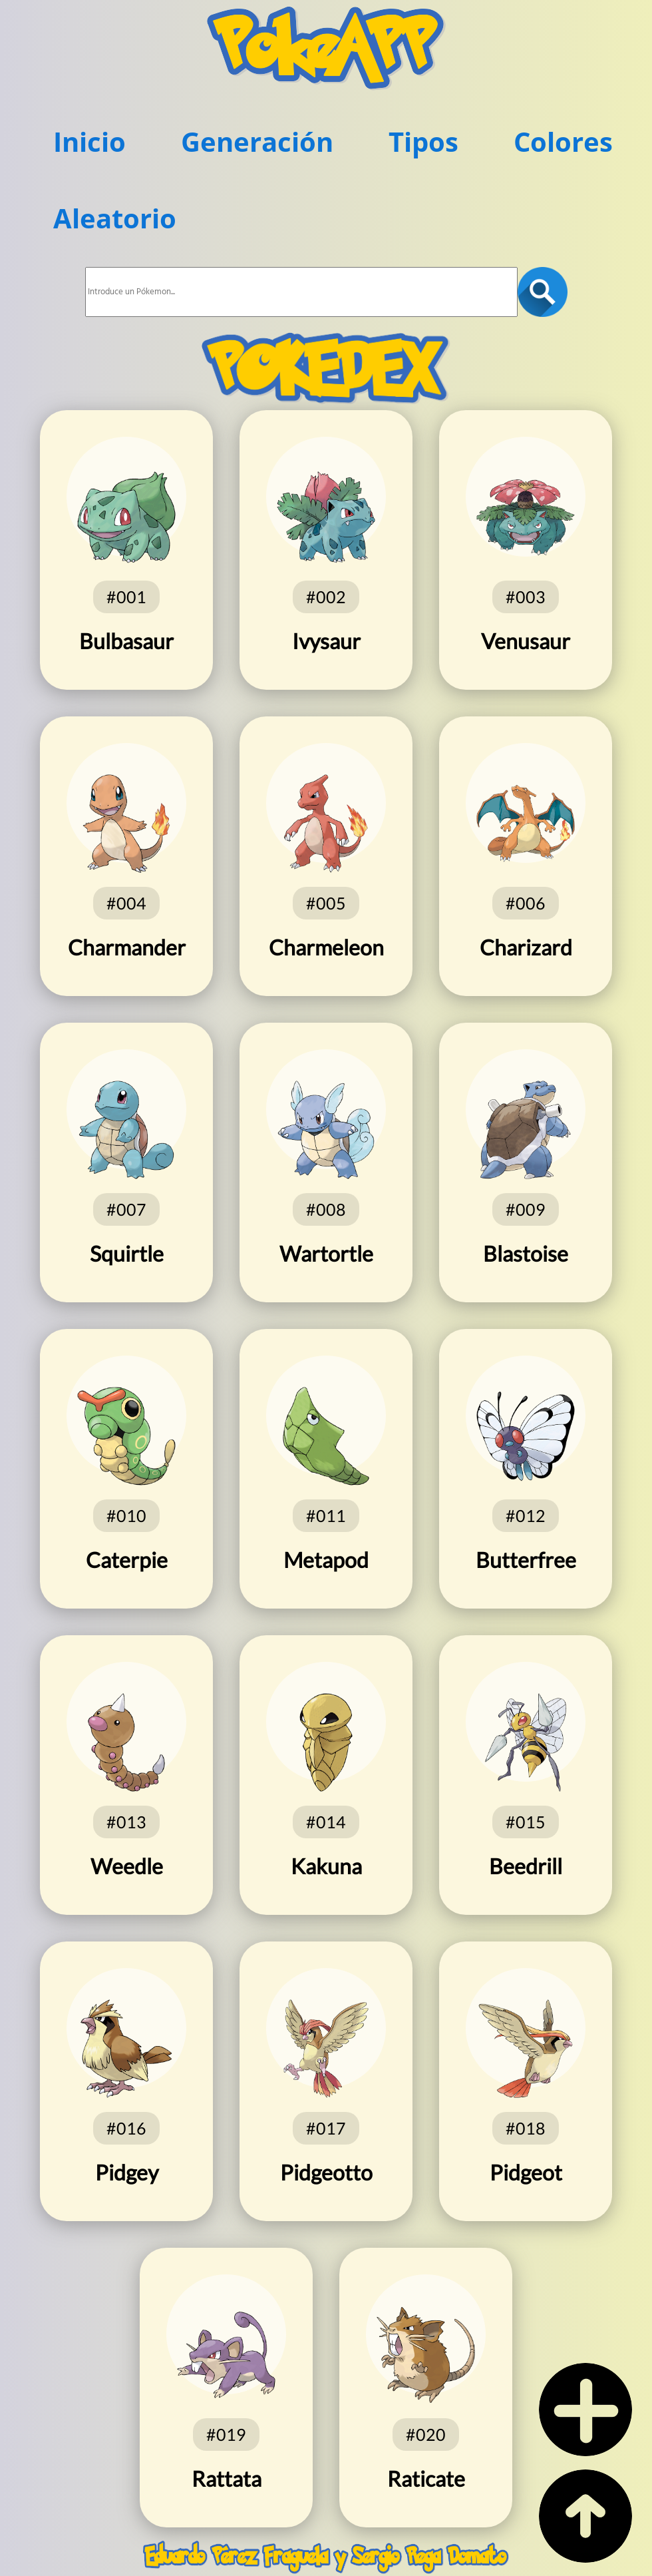 PokeAPP
Inicio Generación Tipos Colores
Aleatorio
Introduce un Pókemon...
POKEDEX
#001 #002 #003
Bulbasaur Ivysaur Venusaur
#004 #005 #006
Charmander Charmeleon Charizard
#007 #008 #009
Squirtle Wartortle Blastoise
#010 #011 #012
Caterpie Metapod Butterfree
#013 #014 #015
Weedle Kakuna Beedrill
#016 #017 #018
Pidgey Pidgeotto Pidgeot
#019 #020
Rattata Raticate
Eduardo Pérez Fraguela y Sergio Rega Domato